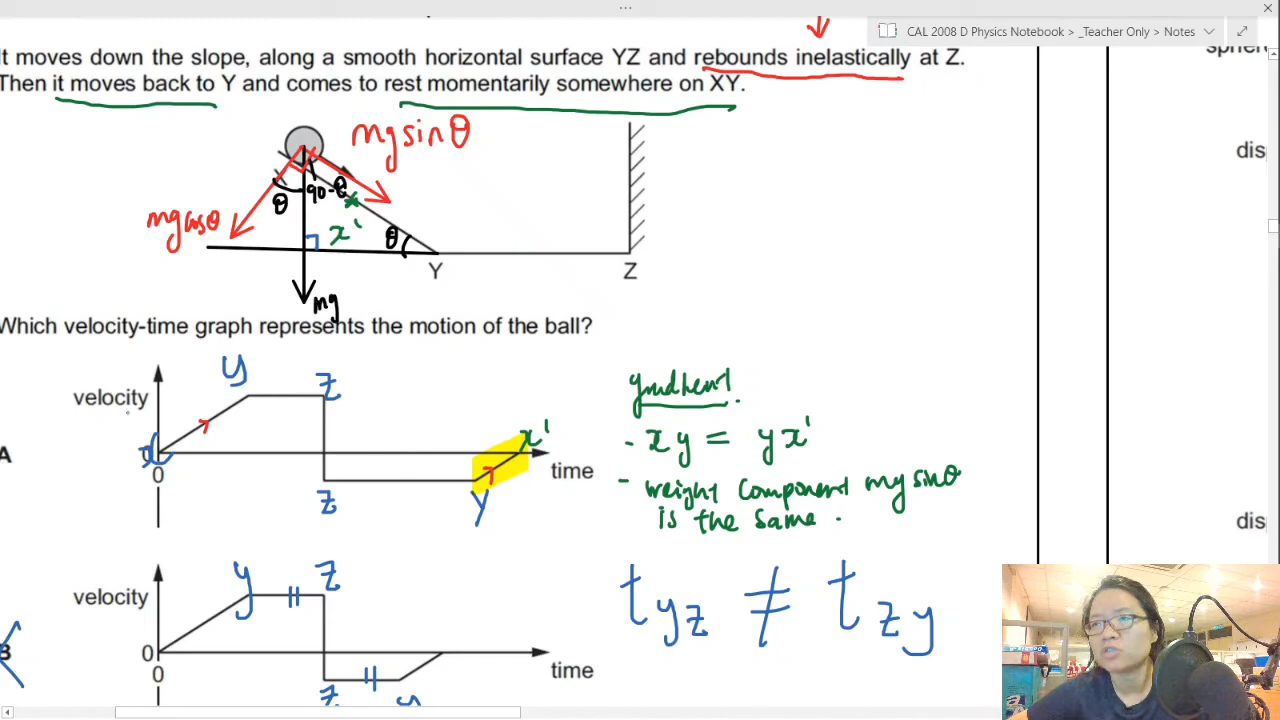 CAL 2008 D Physics Notebook > _Teacher Only > Notes
It moves down the slope, along a smooth horizontal surface YZ and rebounds inelastically at Z.
Then it moves back to Y and comes to rest momentarily somewhere on XY.
mg sin θ
θ
90-θ
mg cos θ
x'
θ
Y
Z
mg
Which velocity-time graph represents the motion of the ball?
A
velocity
0
x
y
z
z
y
x'
time
gradient.
- xy = yx'
- weight component mg sinθ
is the same.
B
velocity
0
0
y
z
z
y
time
t yz ≠ t zy
dis
dis